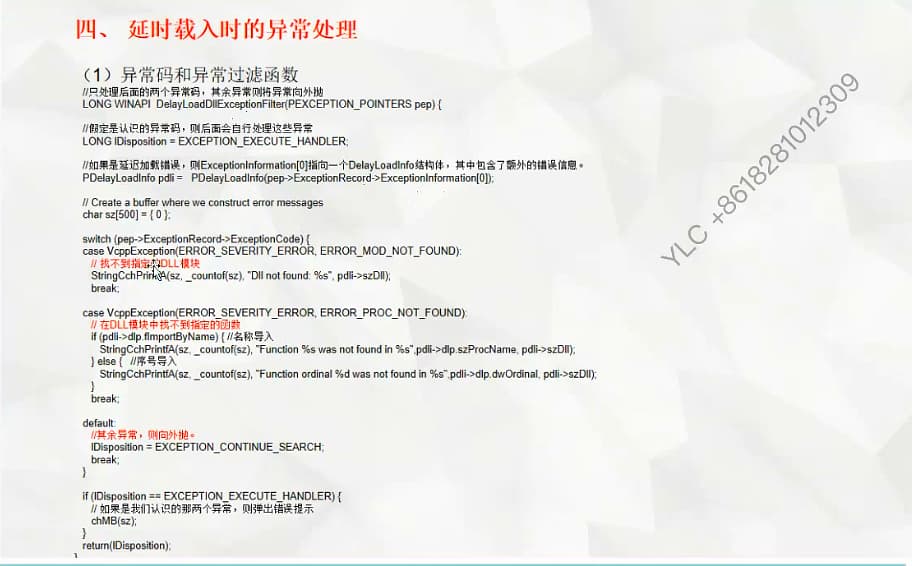 四、 延时载入时的异常处理
（1）异常码和异常过滤函数
//只处理后面的两个异常码，其余异常则将异常向外抛
LONG WINAPI DelayLoadDllExceptionFilter(PEXCEPTION_POINTERS pep) {
//假定是认识的异常码，则后面会自行处理这些异常
LONG lDisposition = EXCEPTION_EXECUTE_HANDLER;
//如果是延迟加载错误，则ExceptionInformation[0]指向一个DelayLoadInfo结构体，其中包含了额外的错误信息。
PDelayLoadInfo pdli = PDelayLoadInfo(pep->ExceptionRecord->ExceptionInformation[0]);
// Create a buffer where we construct error messages
char sz[500] = { 0 };
switch (pep->ExceptionRecord->ExceptionCode) {
case VcppException(ERROR_SEVERITY_ERROR, ERROR_MOD_NOT_FOUND):
// 找不到指定的DLL模块
StringCchPrintfA(sz, _countof(sz), "Dll not found: %s", pdli->szDll);
break;
case VcppException(ERROR_SEVERITY_ERROR, ERROR_PROC_NOT_FOUND):
// 在DLL模块中找不到指定的函数
if (pdli->dlp.fImportByName) { //名称导入
StringCchPrintfA(sz, _countof(sz), "Function %s was not found in %s",pdli->dlp.szProcName, pdli->szDll);
} else { //序号导入
StringCchPrintfA(sz, _countof(sz), "Function ordinal %d was not found in %s",pdli->dlp.dwOrdinal, pdli->szDll);
}
break;
default:
//其余异常，则向外抛。
lDisposition = EXCEPTION_CONTINUE_SEARCH;
break;
}
if (lDisposition == EXCEPTION_EXECUTE_HANDLER) {
// 如果是我们认识的那两个异常，则弹出错误提示
chMB(sz);
}
return(lDisposition);
}
YLC +8618281012309